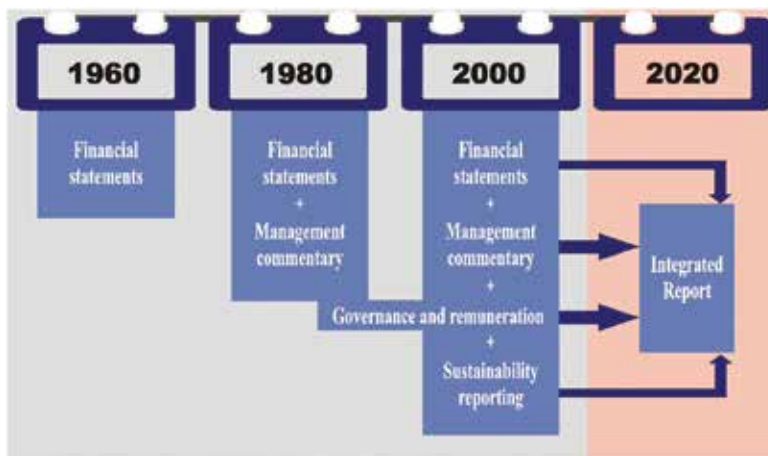 1960
1980
2000
2020
Financial
statements
Financial
statements
+
Management
commentary
Financial
statements
+
Management
commentary
+
Governance and remuneration
+
Sustainability
reporting
Integrated
Report